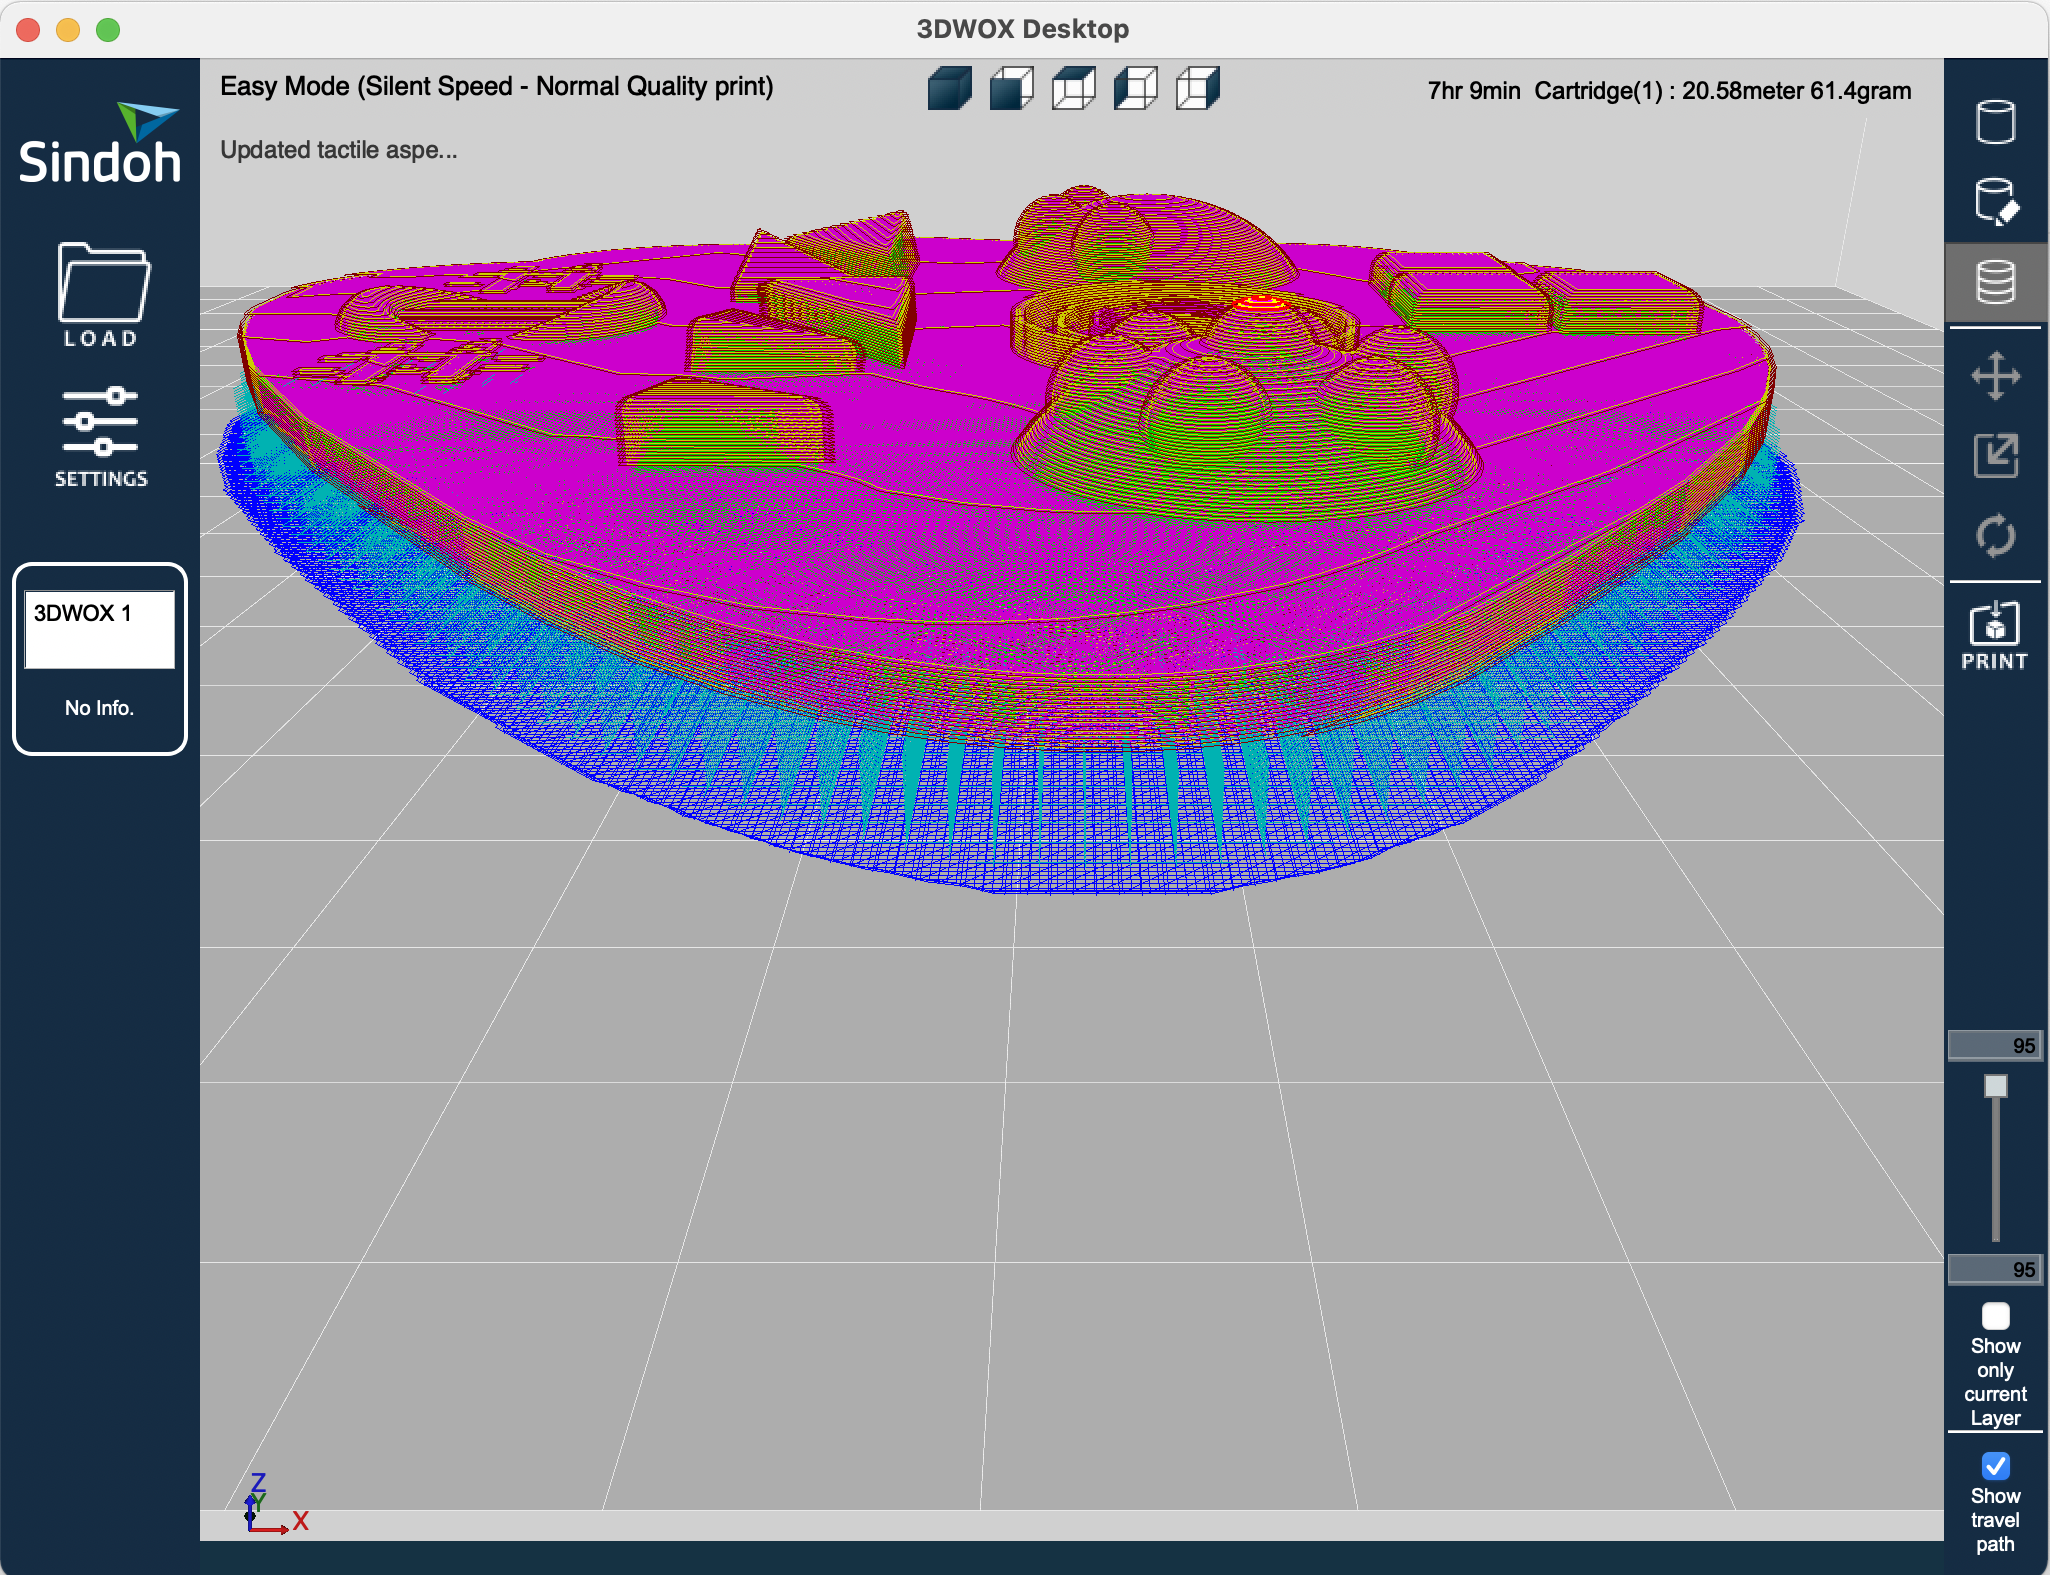 3DWOX Desktop
Easy Mode (Silent Speed - Normal Quality print)
7hr 9min  Cartridge(1) : 20.58meter 61.4gram
Updated tactile aspe...
Sindoh
LOAD
SETTINGS
3DWOX 1
No Info.
PRINT
95
95
Show
only
current
Layer
Show
travel
path
Z
Y
X